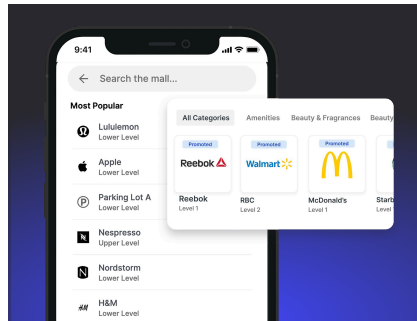 9:41
Search the mall...
Most Popular
Lululemon
Lower Level
Apple
Lower Level
Parking Lot A
Lower Level
Nespresso
Upper Level
Nordstorm
Lower Level
H&M
Lower Level
All Categories
Amenities
Beauty & Fragrances
Beauty
Promoted
Promoted
Promoted
Reebok
Walmart
Reebok
Level 1
RBC
Level 2
McDonald's
Level 1
Starb
Level
P
N
N
H&M